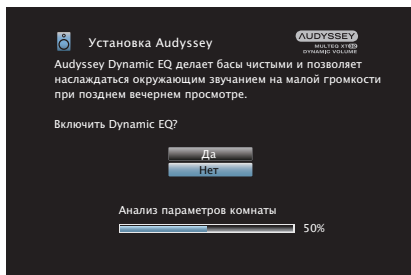 Установка Audyssey
AUDYSSEY
MULTEQ XT32
DYNAMIC VOLUME
Audyssey Dynamic EQ делает басы чистыми и позволяет
наслаждаться окружающим звучанием на малой громкости
при позднем вечернем просмотре.
Включить Dynamic EQ?
Да
Нет
Анализ параметров комнаты
50%